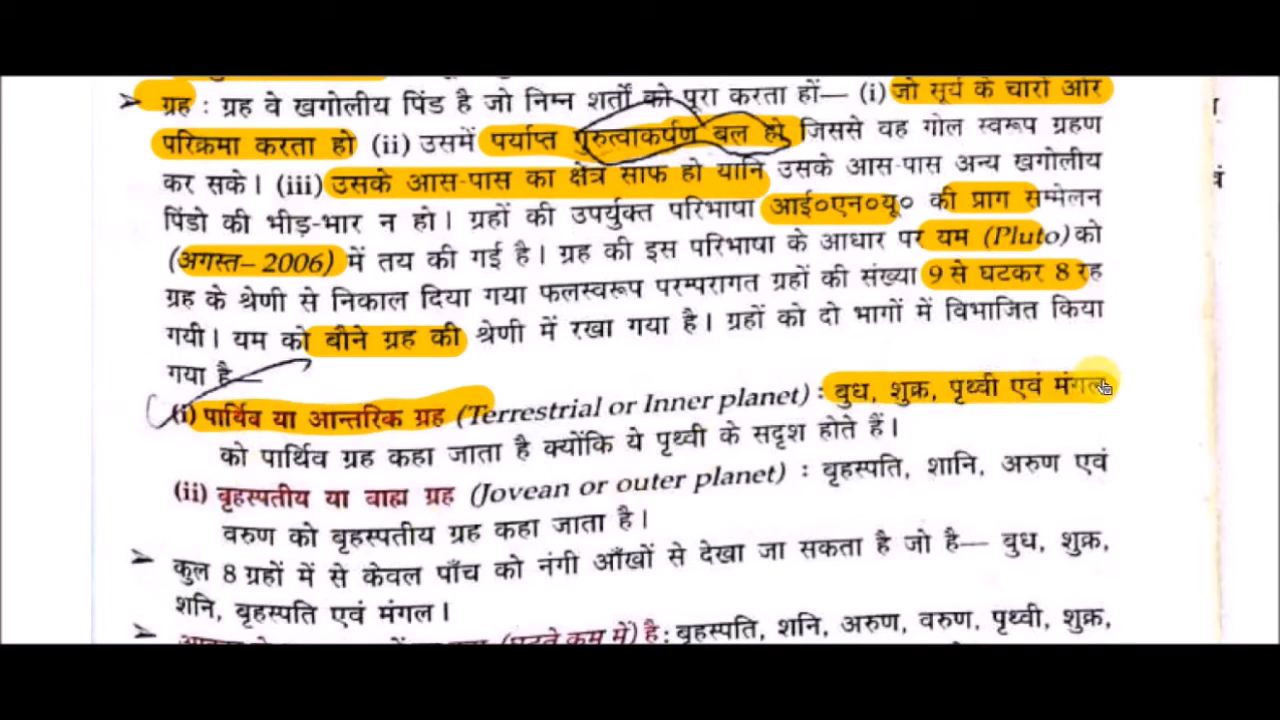 ग्रह : ग्रह वे खगोलीय पिंड है जो निम्न शर्तों को पूरा करता हों— (i) जो सूर्य के चारों ओर
परिक्रमा करता हो (ii) उसमें पर्याप्त गुरुत्वाकर्षण बल हो, जिससे वह गोल स्वरूप ग्रहण
कर सके। (iii) उसके आस-पास का क्षेत्र साफ हो यानि उसके आस-पास अन्य खगोलीय
पिंडो की भीड़-भार न हो। ग्रहों की उपर्युक्त परिभाषा आई०एन०यू० की प्राग सम्मेलन
(अगस्त–2006) में तय की गई है। ग्रह की इस परिभाषा के आधार पर यम (Pluto) को
ग्रह के श्रेणी से निकाल दिया गया फलस्वरूप परम्परागत ग्रहों की संख्या 9 से घटकर 8 रह
गयी। यम को बौने ग्रह की श्रेणी में रखा गया है। ग्रहों को दो भागों में विभाजित किया
गया है—
(i) पार्थिव या आन्तरिक ग्रह (Terrestrial or Inner planet) : बुध, शुक्र, पृथ्वी एवं मंगल
को पार्थिव ग्रह कहा जाता है क्योंकि ये पृथ्वी के सदृश होते हैं।
(ii) बृहस्पतीय या बाह्य ग्रह (Jovean or outer planet) : बृहस्पति, शानि, अरुण एवं
वरुण को बृहस्पतीय ग्रह कहा जाता है।
कुल 8 ग्रहों में से केवल पाँच को नंगी आँखों से देखा जा सकता है जो है— बुध, शुक्र,
शनि, बृहस्पति एवं मंगल।
(घटते क्रम में) है : बृहस्पति, शनि, अरुण, वरुण, पृथ्वी, शुक्र,